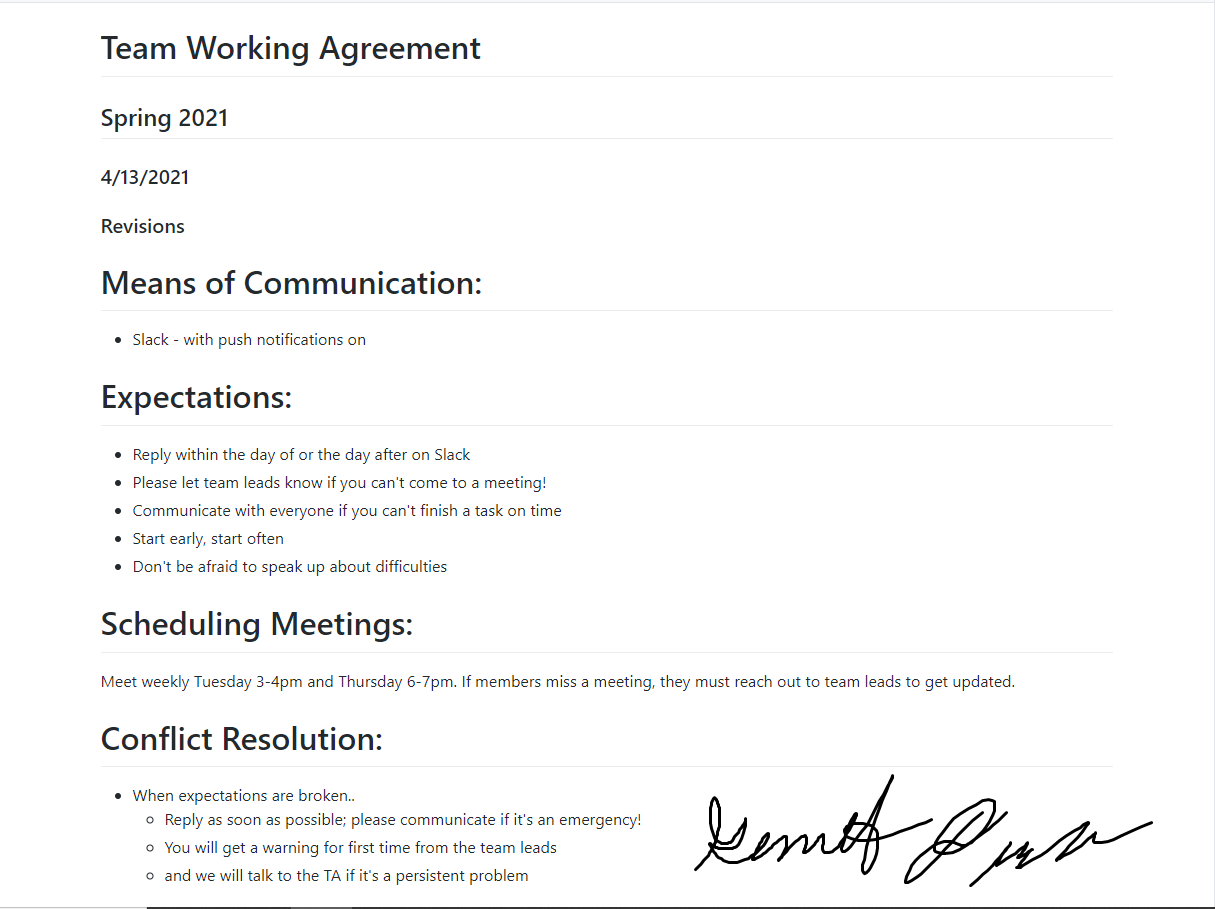 Team Working Agreement
Spring 2021
4/13/2021
Revisions
Means of Communication:
Slack - with push notifications on
Expectations:
Reply within the day of or the day after on Slack
Please let team leads know if you can't come to a meeting!
Communicate with everyone if you can't finish a task on time
Start early, start often
Don't be afraid to speak up about difficulties
Scheduling Meetings:
Meet weekly Tuesday 3-4pm and Thursday 6-7pm. If members miss a meeting, they must reach out to team leads to get updated.
Conflict Resolution:
When expectations are broken..
Reply as soon as possible; please communicate if it's an emergency!
You will get a warning for first time from the team leads
and we will talk to the TA if it's a persistent problem